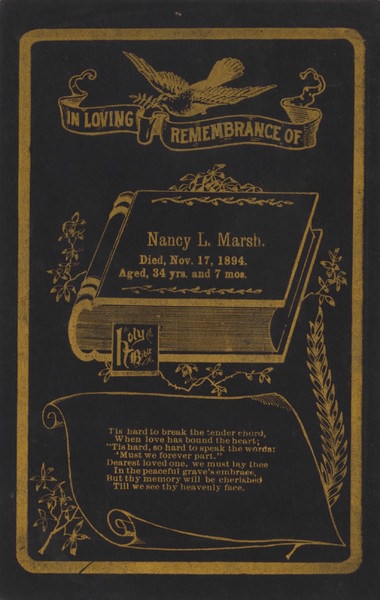 IN LOVING REMEMBRANCE OF
Nancy L. Marsh.
Died, Nov. 17, 1894.
Aged, 34 yrs. and 7 mos.
Holy Bible
Tis hard to break the tender chord,
When love has bound the heart;
"Tis hard, so hard to speak the words:
'Must we forever part."
Dearest loved one, we must lay thee
In the peaceful grave's embrace,
But thy memory will be cherished
Till we see thy heavenly face.